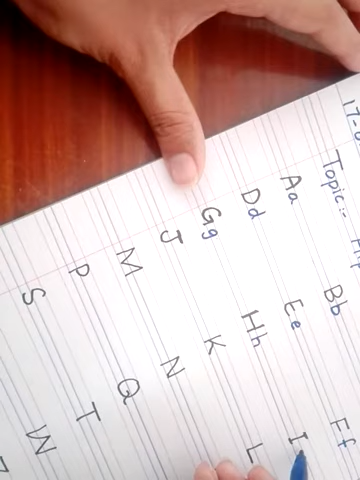 Topic:-
Aa Bb
Dd Ee Ff
Gg Hh I
J K L
M N
P Q
S T
W